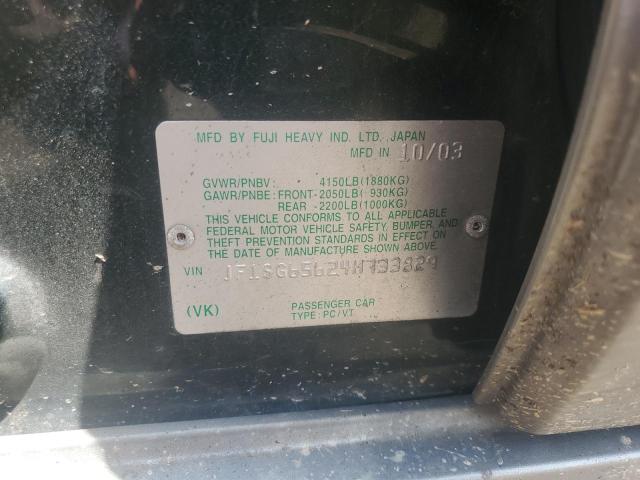 MFD BY FUJI HEAVY IND. LTD. JAPAN
MFD IN 10/03
GVWR/PNBV: 4150LB(1880KG)
GAWR/PNBE: FRONT-2050LB( 930KG)
REAR -2200LB(1000KG)
THIS VEHICLE CONFORMS TO ALL APPLICABLE
FEDERAL MOTOR VEHICLE SAFETY, BUMPER, AND
THEFT PREVENTION STANDARDS IN EFFECT ON
THE DATE OF MANUFACTURE SHOWN ABOVE.
VIN JF1SG65624H733829
(VK) PASSENGER CAR
TYPE: PC/VT